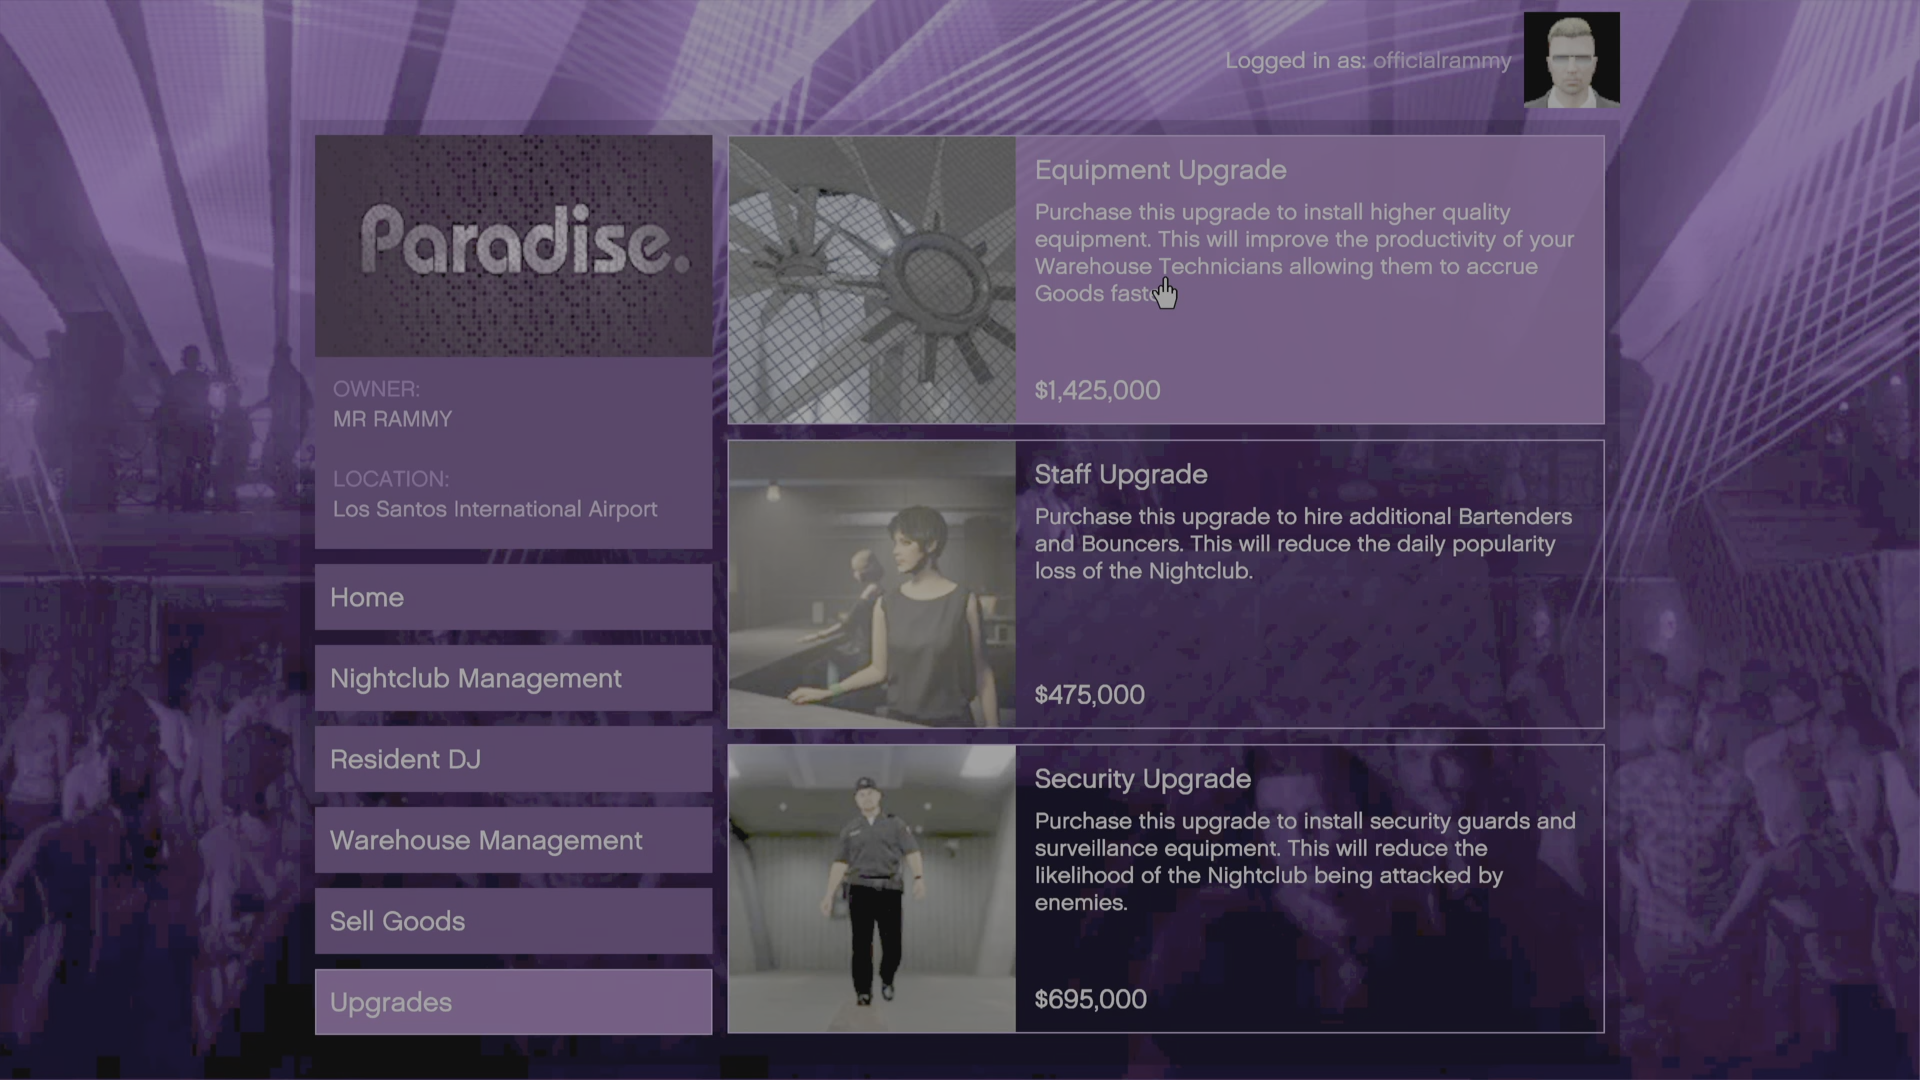 Logged in as: officialrammy
Paradise.
OWNER:
MR RAMMY
LOCATION:
Los Santos International Airport
Home
Nightclub Management
Resident DJ
Warehouse Management
Sell Goods
Upgrades
Equipment Upgrade
Purchase this upgrade to install higher quality
equipment. This will improve the productivity of your
Warehouse Technicians allowing them to accrue
Goods
$1,425,000
Staff Upgrade
Purchase this upgrade to hire additional Bartenders
and Bouncers. This will reduce the daily popularity
loss of the Nightclub.
$475,000
Security Upgrade
Purchase this upgrade to install security guards and
surveillance equipment. This will reduce the
likelihood of the Nightclub being attacked by
enemies.
$695,000